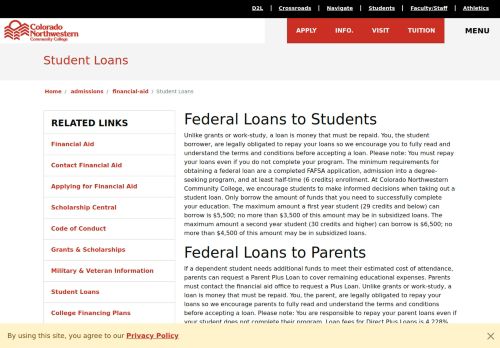 D2L | Crossroads | Navigate | Students | Faculty/Staff | Athletics
Colorado
Northwestern
Community College
APPLY INFO. VISIT TUITION MENU
Student Loans
Home / admissions / financial-aid / Student Loans
RELATED LINKS
Financial Aid
Contact Financial Aid
Applying for Financial Aid
Scholarship Central
Code of Conduct
Grants & Scholarships
Military & Veteran Information
Student Loans
College Financing Plans
Federal Loans to Students
Unlike grants or work-study, a loan is money that must be repaid. You, the student
borrower, are legally obligated to repay your loans so we encourage you to fully read and
understand the terms and conditions before accepting a loan. Please note: You must repay
your loans even if you do not complete your program. The minimum requirements for
obtaining a federal loan are a completed FAFSA application, admission into a degree-
seeking program, and at least half-time (6 credits) enrollment. At Colorado Northwestern
Community College, we encourage students to make informed decisions when taking out a
student loan. Only borrow the amount of funds that you need to successfully complete
your education. The maximum amount a first year student (29 credits and below) can
borrow is $5,500; no more than $3,500 of this amount may be in subsidized loans. The
maximum amount a second year student (30 credits and higher) can borrow is $6,500; no
more than $4,500 of this amount may be in subsidized loans.
Federal Loans to Parents
If a dependent student needs additional funds to meet their estimated cost of attendance,
parents can request a Parent Plus Loan to cover remaining educational expenses. Parents
must contact the financial aid office to request a Plus Loan. Unlike grants or work-study, a
loan is money that must be repaid. You, the parent, are legally obligated to repay your
loans so we encourage parents to fully read and understand the terms and conditions
before accepting a loan. Please note: You are responsible to repay your parent loans even if
your student does not complete their program. Loan fees for Direct Plus Loans is 4.228%
By using this site, you agree to our Privacy Policy
×